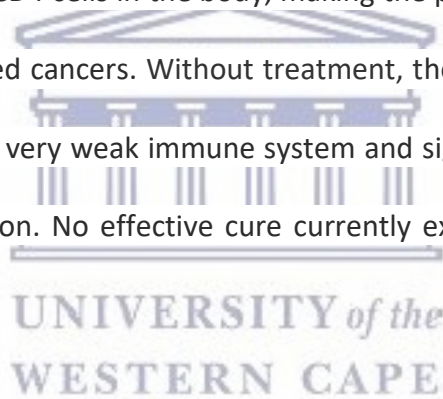 cells in the body, making the p
ed cancers. Without treatment, the
very weak immune system and si
on. No effective cure currently ex
UNIVERSITY of the
WESTERN CAPE